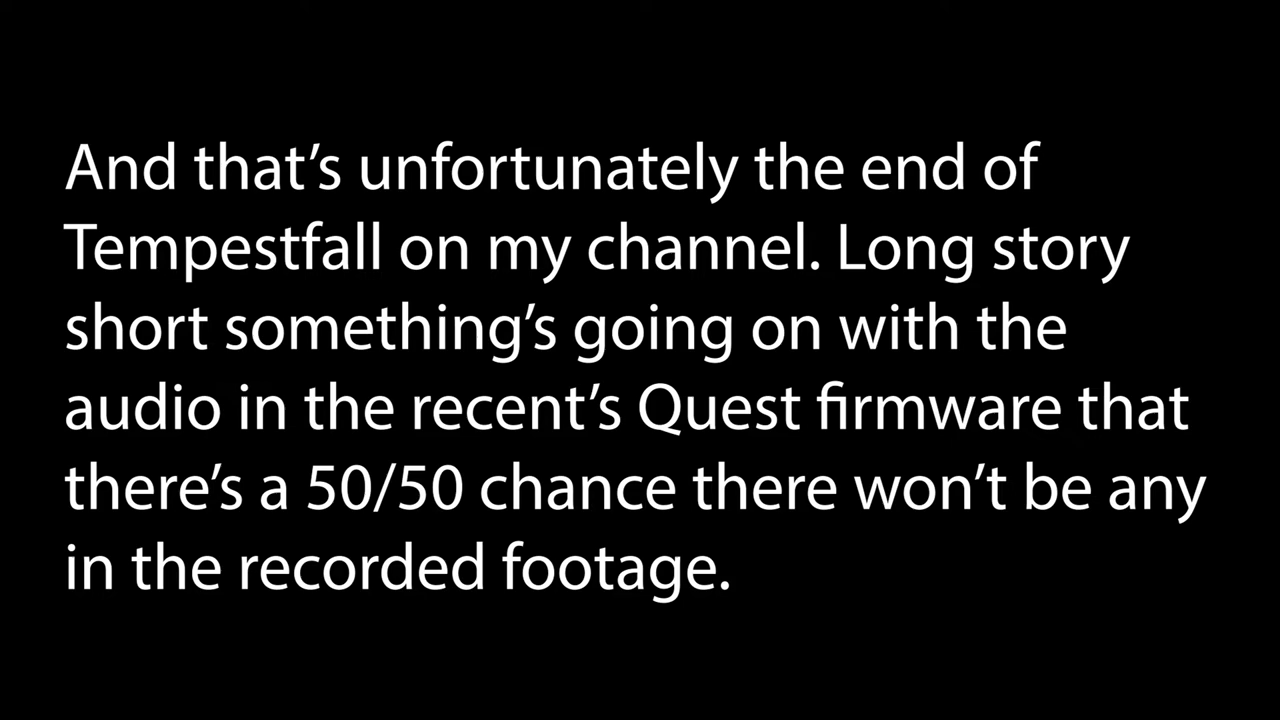 And that’s unfortunately the end of
Tempestfall on my channel. Long story
short something’s going on with the
audio in the recent’s Quest firmware that
there’s a 50/50 chance there won’t be any
in the recorded footage.